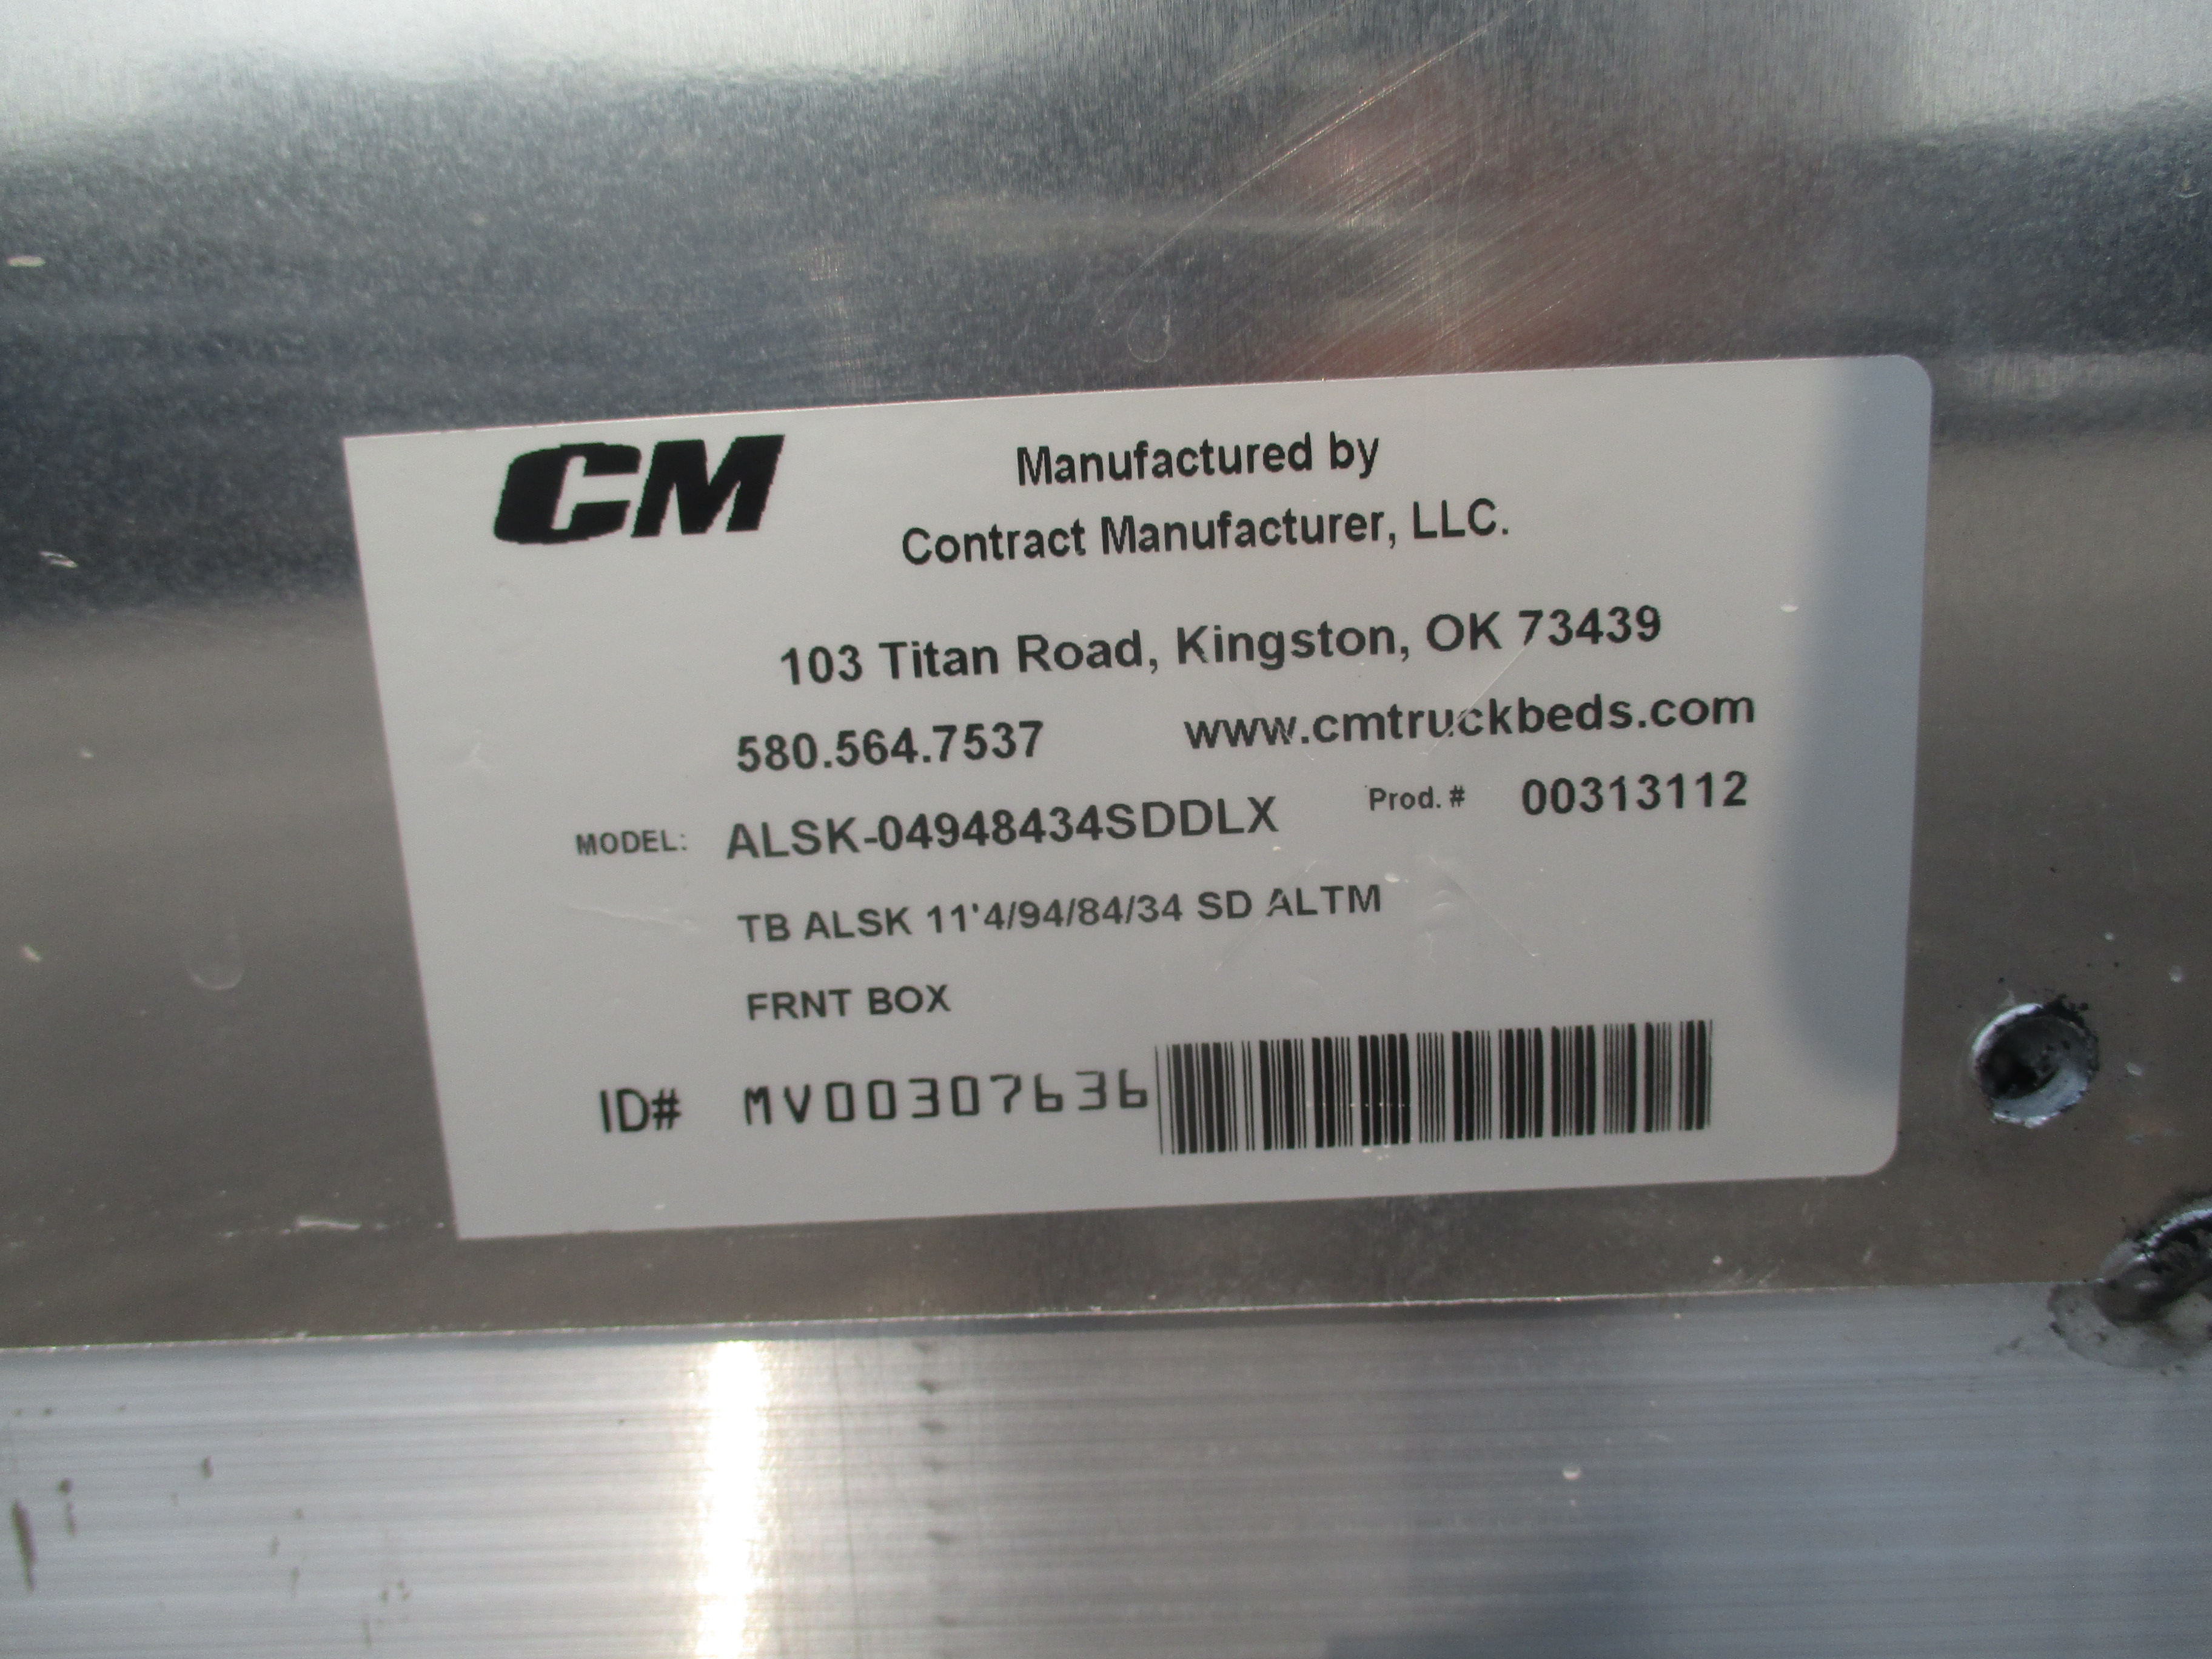 CM
Manufactured by
Contract Manufacturer, LLC.
103 Titan Road, Kingston, OK 73439
580.564.7537 www.cmtruckbeds.com
MODEL: ALSK-04948434SDDLX Prod. # 00313112
TB ALSK 11'4/94/84/34 SD ALTM
FRNT BOX
ID# MV00307636